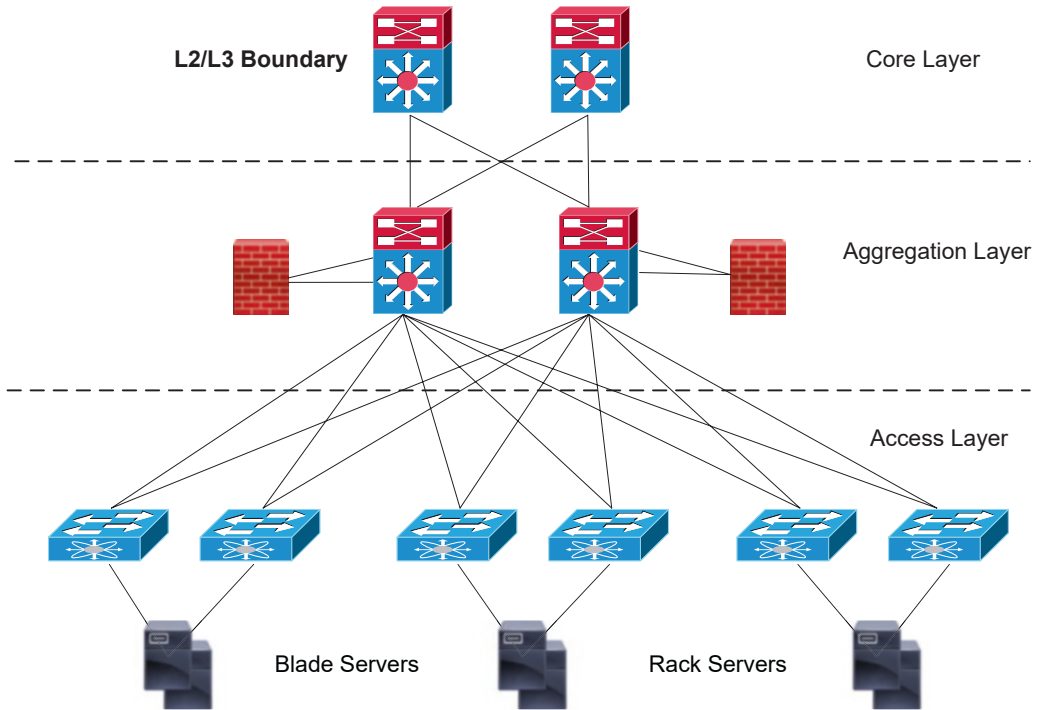 L2/L3 Boundary
Core Layer
Aggregation Layer
Access Layer
Blade Servers
Rack Servers